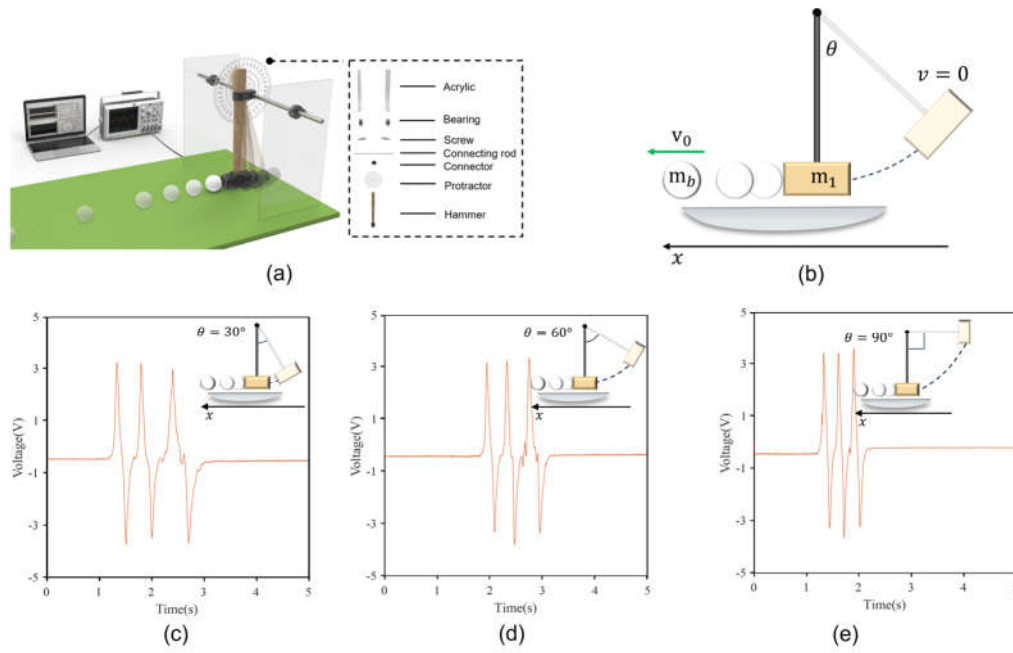 Acrylic
Bearing
Screw
Connecting rod
Connector
Protractor
Hammer
(a)
θ
v = 0
v₀
m_b
m₁
x
(b)
5
3
1
-1
-3
-5
Voltage(V)
θ = 30°
x
0 1 2 3 4 5
Time(s)
(c)
5
3
1
-1
-3
-5
Voltage(V)
θ = 60°
x
0 1 2 3 4 5
Time(s)
(d)
5
3
1
-1
-3
-5
Voltage(V)
θ = 90°
x
0 1 2 3 4 5
Time(s)
(e)